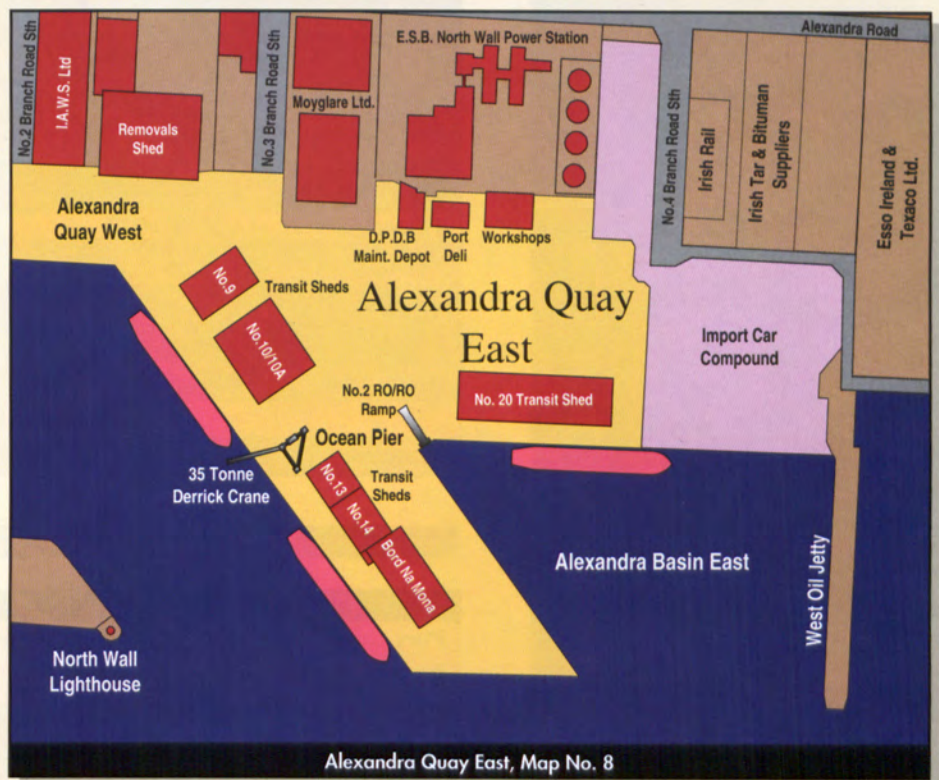 Alexandra Road
No.2 Branch Road Sth
I.A.W.S. Ltd
Removals
Shed
No.3 Branch Road Sth
Moyglare Ltd.
E.S.B. North Wall Power Station
No.4 Branch Road Sth
Irish Rail
Irish Tar & Bituman
Suppliers
Esso Ireland &
Texaco Ltd.
Alexandra
Quay West
D.P.D.B
Maint. Depot
Port
Deli
Workshops
No.9
Transit Sheds
No.10/10A
Alexandra Quay
East
Import Car
Compound
No.2 RO/RO
Ramp
No. 20 Transit Shed
Ocean Pier
35 Tonne
Derrick Crane
No.13
Transit
Sheds
No.14
Bord Na Mona
Alexandra Basin East
West Oil Jetty
North Wall
Lighthouse
Alexandra Quay East, Map No. 8